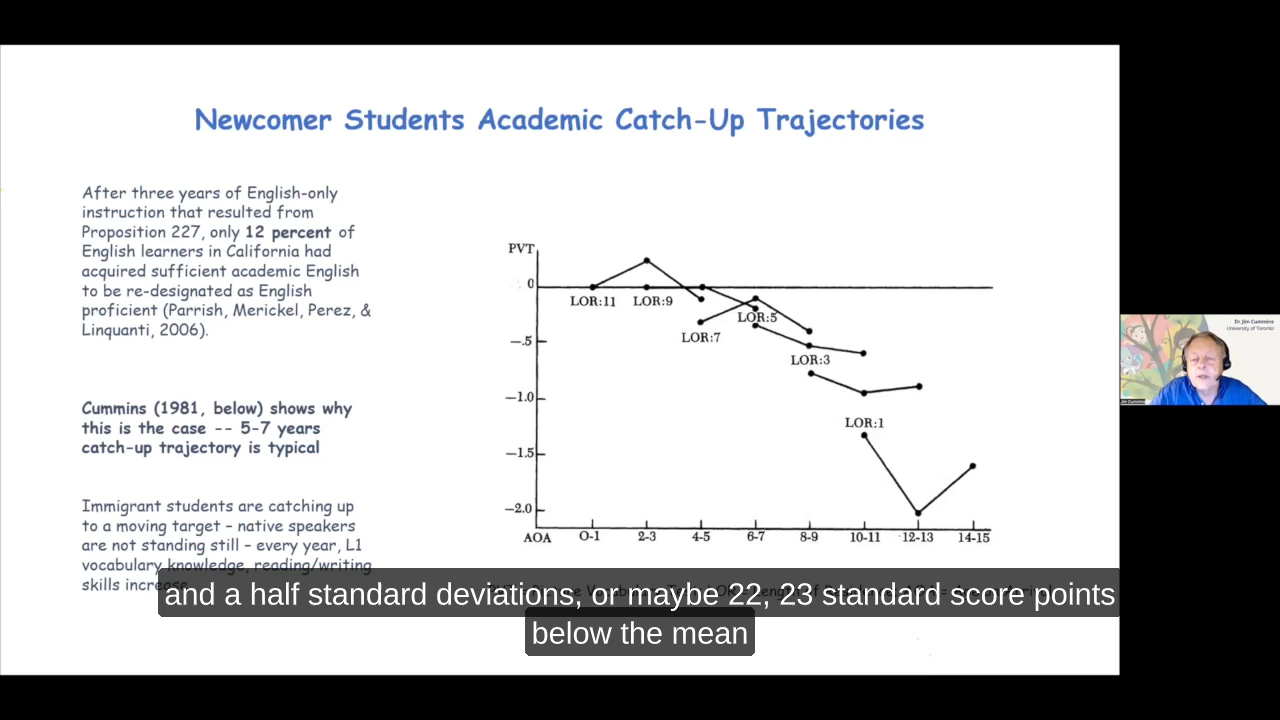 Newcomer Students Academic Catch-Up Trajectories
After three years of English-only
instruction that resulted from
Proposition 227, only 12 percent of
English learners in California had
acquired sufficient academic English
to be re-designated as English
proficient (Parrish, Merickel, Perez, &
Linquanti, 2006).
Cummins (1981, below) shows why
this is the case -- 5-7 years
catch-up trajectory is typical
Immigrant students are catching up
to a moving target – native speakers
are not standing still – every year, L1
vocabulary knowledge, reading/writing
skills increase
PVT
0
LOR:11 LOR:9
LOR:5
LOR:7
—.5
LOR:3
—1.0
LOR:1
—1.5
—2.0
AOA 0-1 2-3 4-5 6-7 8-9 10-11 12-13 14-15
and a half standard deviations, or maybe 22, 23 standard score points
below the mean
Dr. Jim Cummins
University of Toronto
Jim Cummins